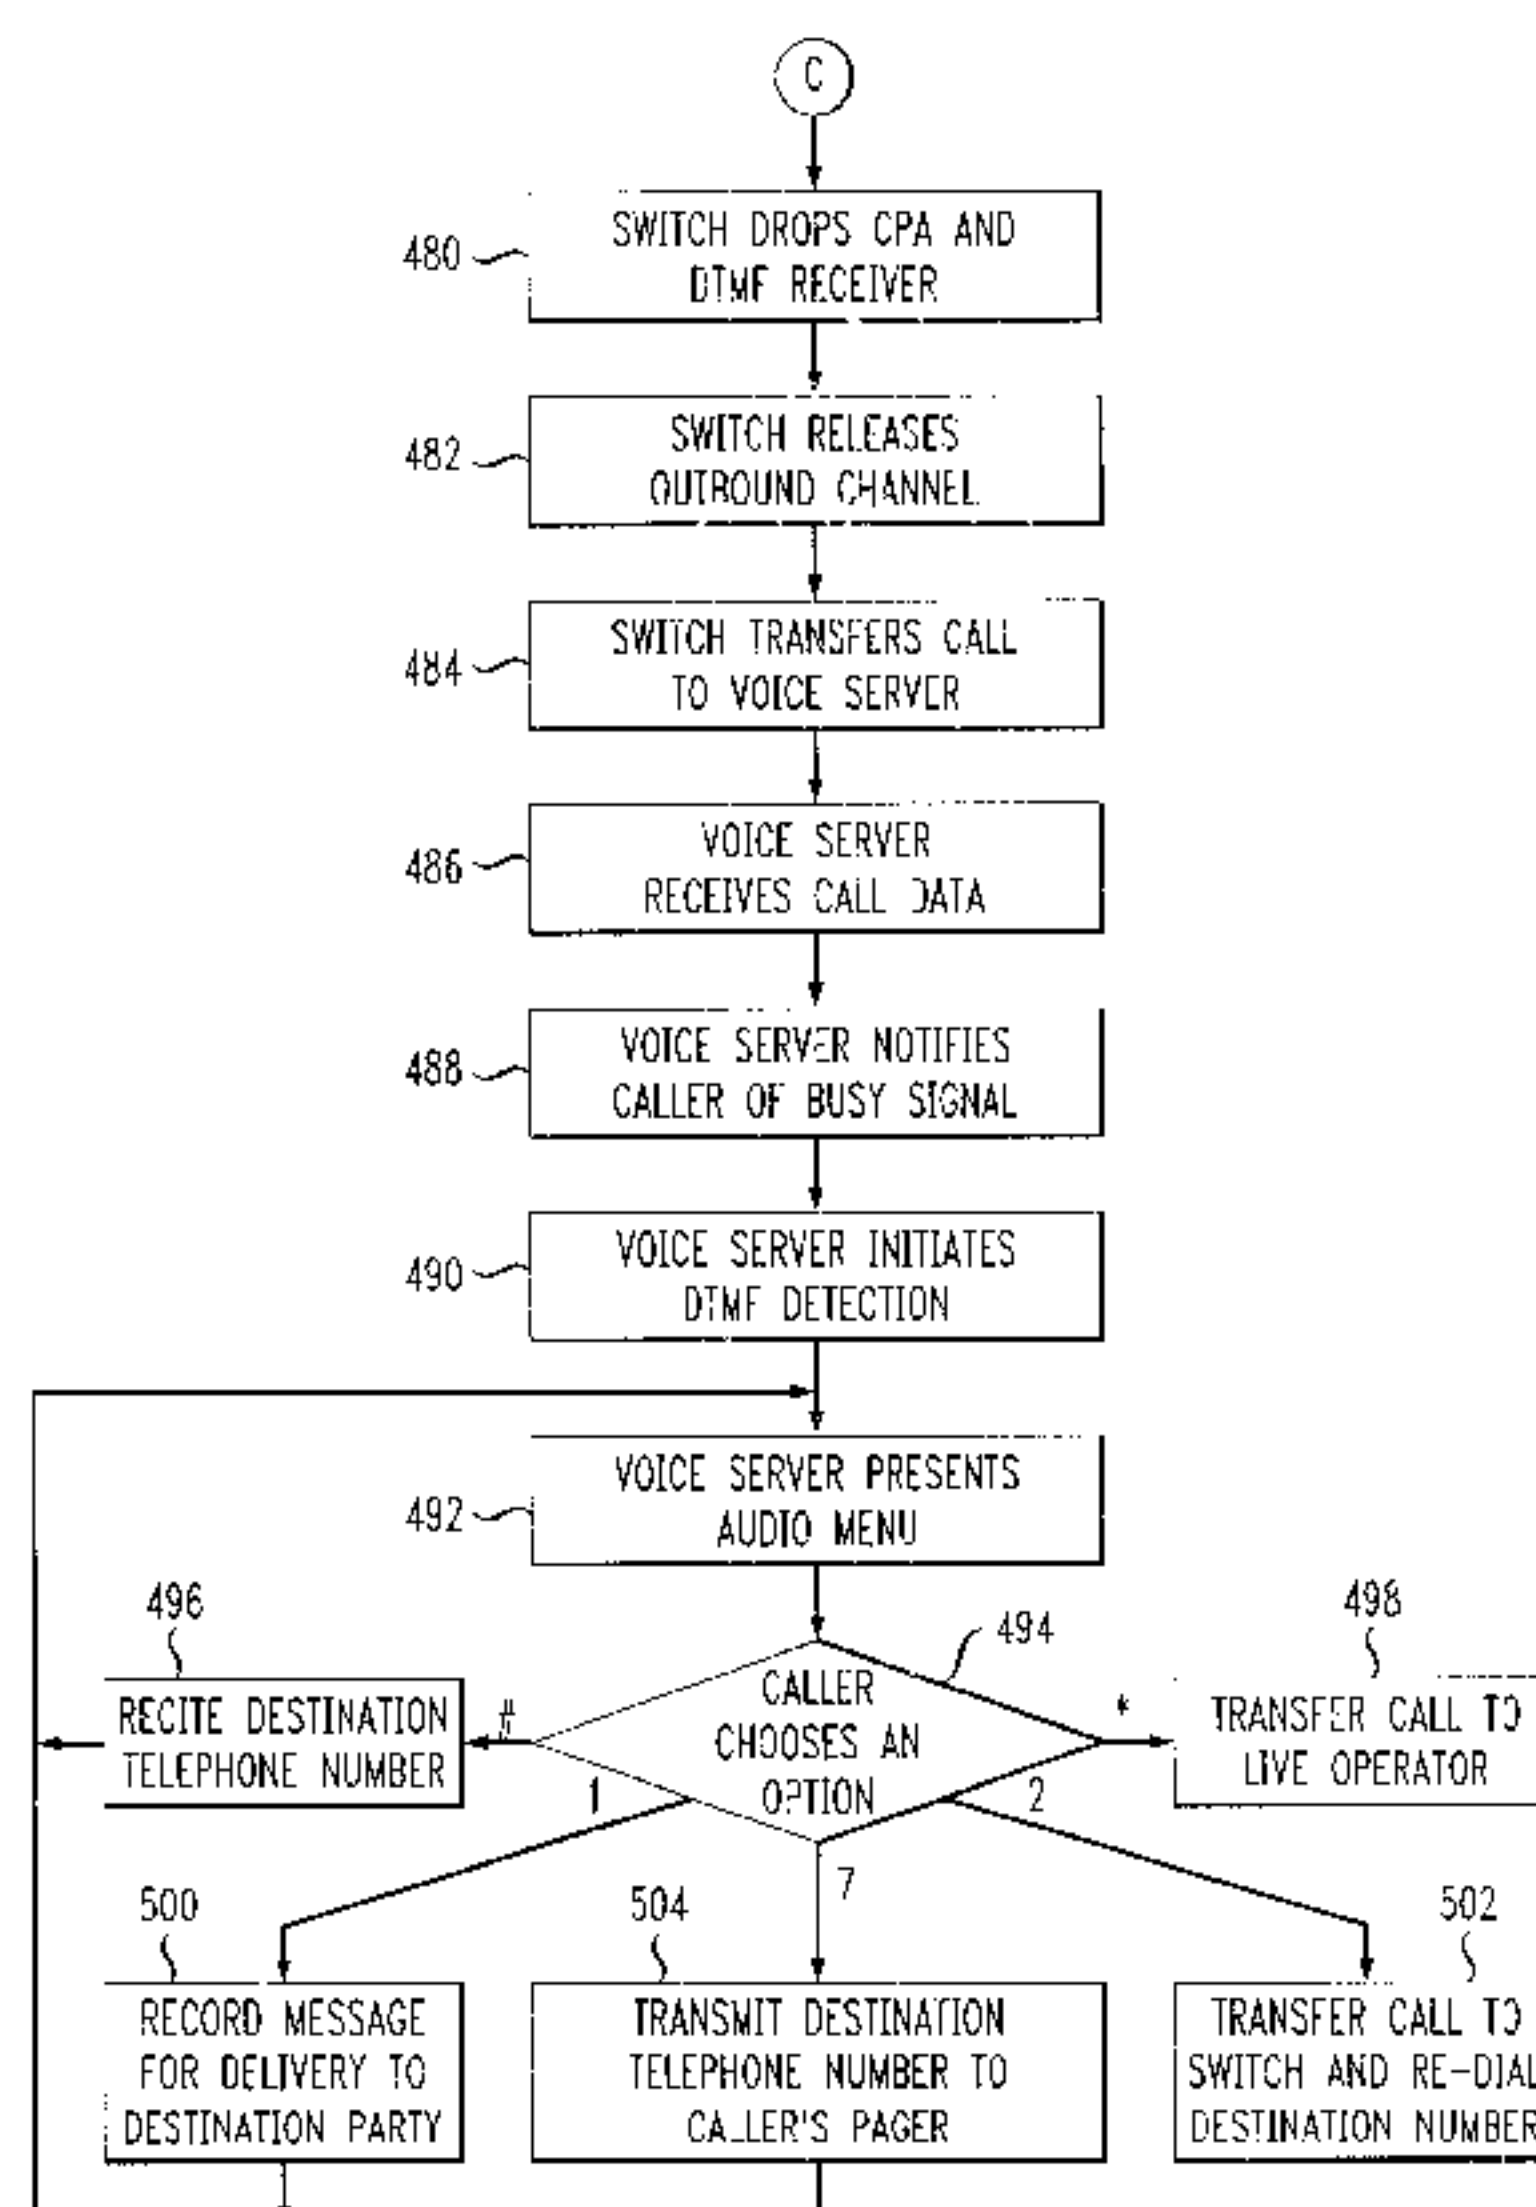 C
480
SWITCH DROPS CPA AND
DTMF RECEIVER
482
SWITCH RELEASES
OUTBOUND CHANNEL
484
SWITCH TRANSFERS CALL
TO VOICE SERVER
486
VOICE SERVER
RECEIVES CALL DATA
488
VOICE SERVER NOTIFIES
CALLER OF BUSY SIGNAL
490
VOICE SERVER INITIATES
DTMF DETECTION
492
VOICE SERVER PRESENTS
AUDIO MENU
496
494
498
RECITE DESTINATION
TELEPHONE NUMBER
#
CALLER
CHOOSES AN
OPTION
*
TRANSFER CALL TO
LIVE OPERATOR
1
2
7
500
504
502
RECORD MESSAGE
FOR DELIVERY TO
DESTINATION PARTY
TRANSMIT DESTINATION
TELEPHONE NUMBER TO
CALLER'S PAGER
TRANSFER CALL TO
SWITCH AND RE-DIAL
DESTINATION NUMBER